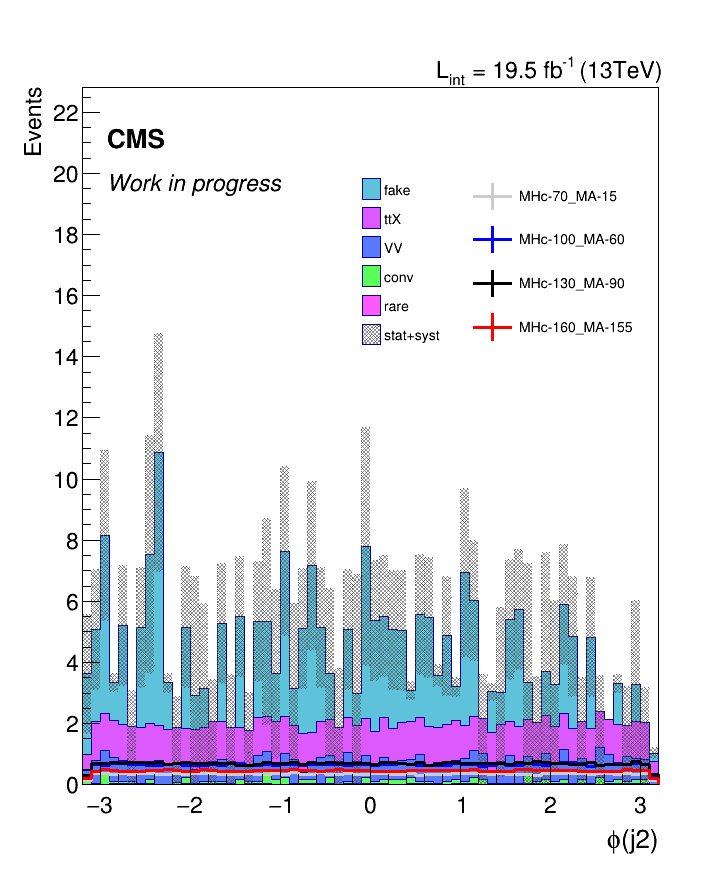 L_int = 19.5 fb^-1 (13TeV)
Events
CMS
Work in progress
fake
ttX
VV
conv
rare
stat+syst
MHc-70_MA-15
MHc-100_MA-60
MHc-130_MA-90
MHc-160_MA-155
22
20
18
16
14
12
10
8
6
4
2
0
−3 −2 −1 0 1 2 3
ϕ(j2)